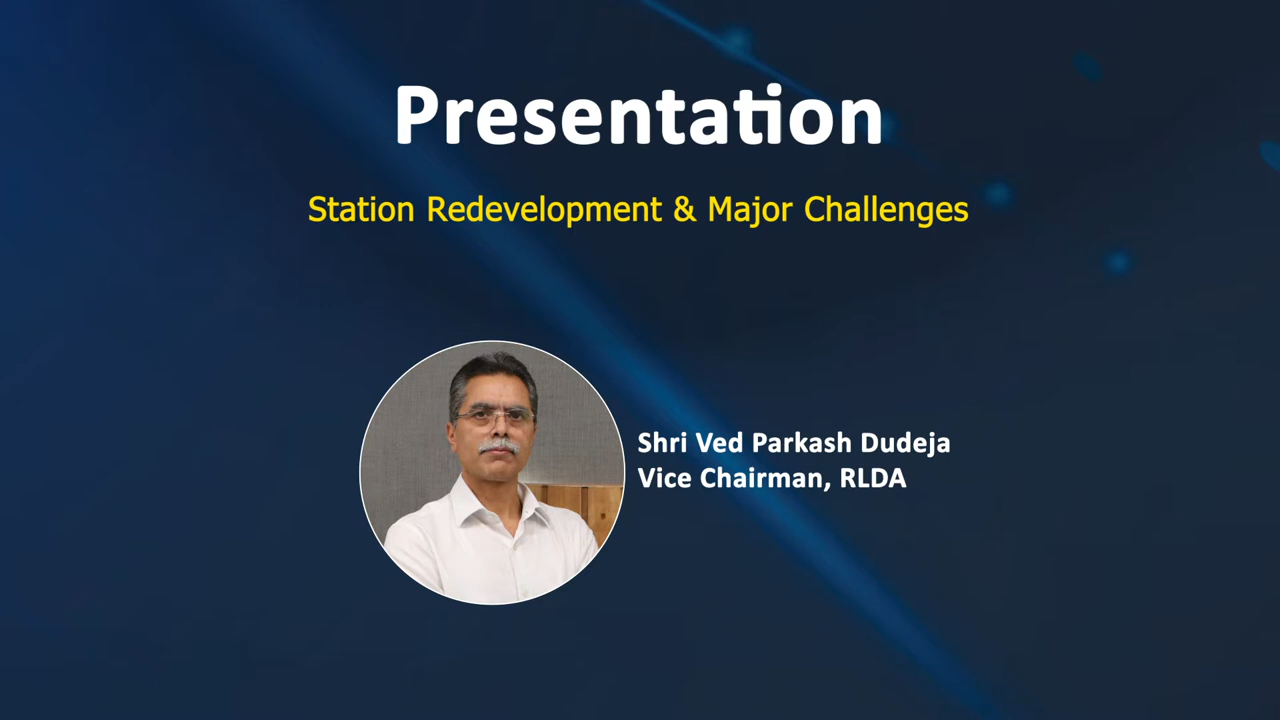 Presentation
Station Redevelopment & Major Challenges
Shri Ved Parkash Dudeja
Vice Chairman, RLDA